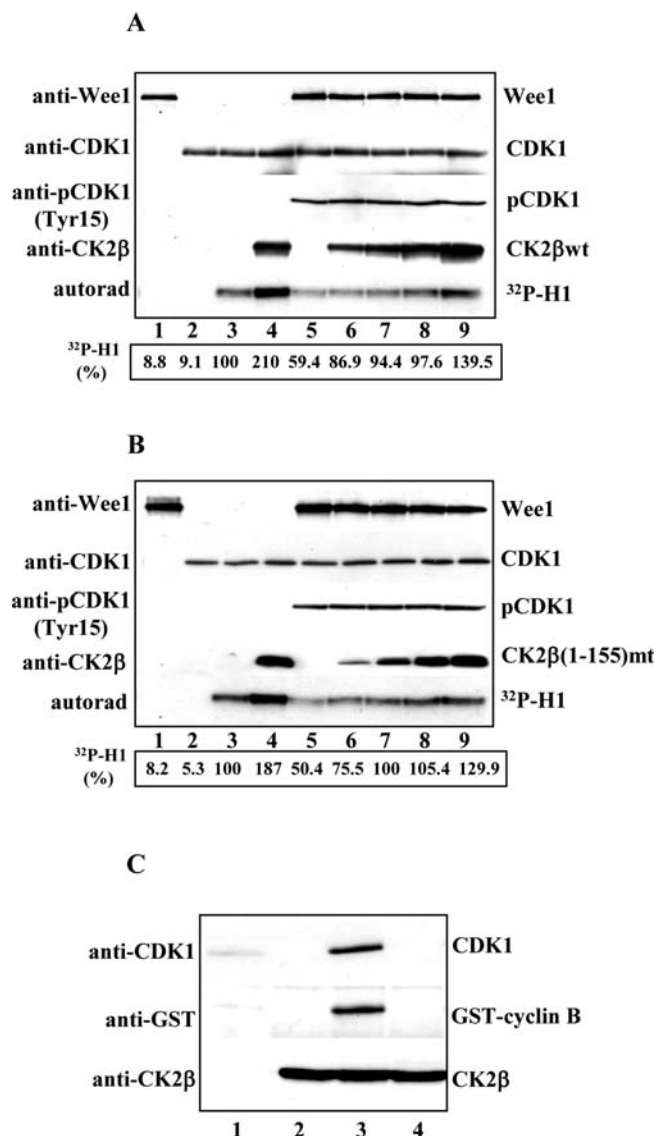 A
anti-Wee1 Wee1
anti-CDK1 CDK1
anti-pCDK1 pCDK1
(Tyr15)
anti-CK2β CK2βwt
autorad ³²P-H1
1 2 3 4 5 6 7 8 9
³²P-H1
(%)
8.8 9.1 100 210 59.4 86.9 94.4 97.6 139.5
B
anti-Wee1 Wee1
anti-CDK1 CDK1
anti-pCDK1 pCDK1
(Tyr15)
anti-CK2β CK2β(1-155)mt
autorad ³²P-H1
1 2 3 4 5 6 7 8 9
³²P-H1
(%)
8.2 5.3 100 187 50.4 75.5 100 105.4 129.9
C
anti-CDK1 CDK1
anti-GST GST-cyclin B
anti-CK2β CK2β
1 2 3 4